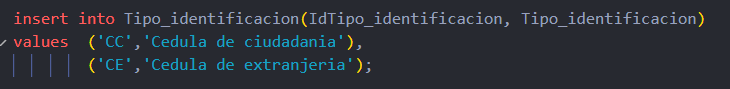 insert into Tipo_identificacion(IdTipo_identificacion, Tipo_identificacion)
values  ('CC','Cedula de ciudadania'),
        ('CE','Cedula de extranjeria');